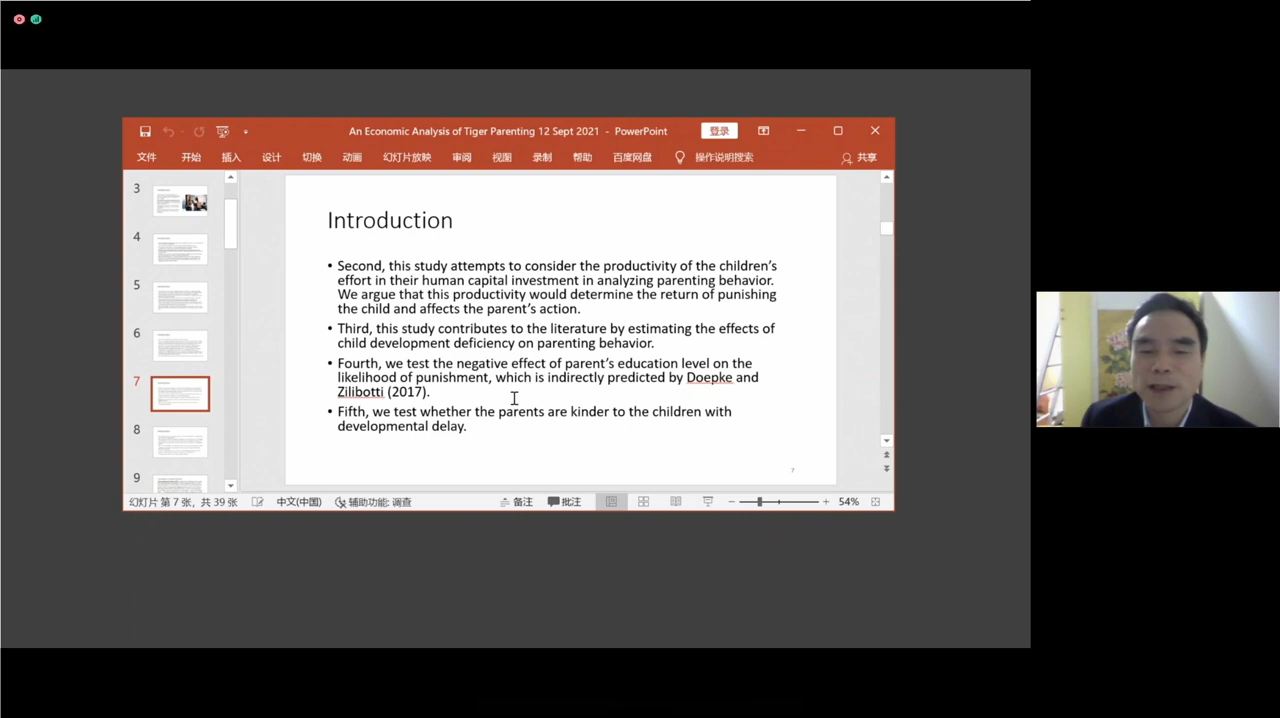 An Economic Analysis of Tiger Parenting 12 Sept 2021 - PowerPoint
登录
文件 开始 插入 设计 切换 动画 幻灯片放映 审阅 视图 录制 帮助 百度网盘 操作说明搜索 共享
3
4
5
6
7
8
9
Introduction
• Second, this study attempts to consider the productivity of the children's
effort in their human capital investment in analyzing parenting behavior.
We argue that this productivity would determine the return of punishing
the child and affects the parent's action.
• Third, this study contributes to the literature by estimating the effects of
child development deficiency on parenting behavior.
• Fourth, we test the negative effect of parent's education level on the
likelihood of punishment, which is indirectly predicted by Doepke and
Zilibotti (2017).
• Fifth, we test whether the parents are kinder to the children with
developmental delay.
7
幻灯片 第 7 张，共 39 张 中文(中国) 辅助功能: 调查 备注 批注 54%